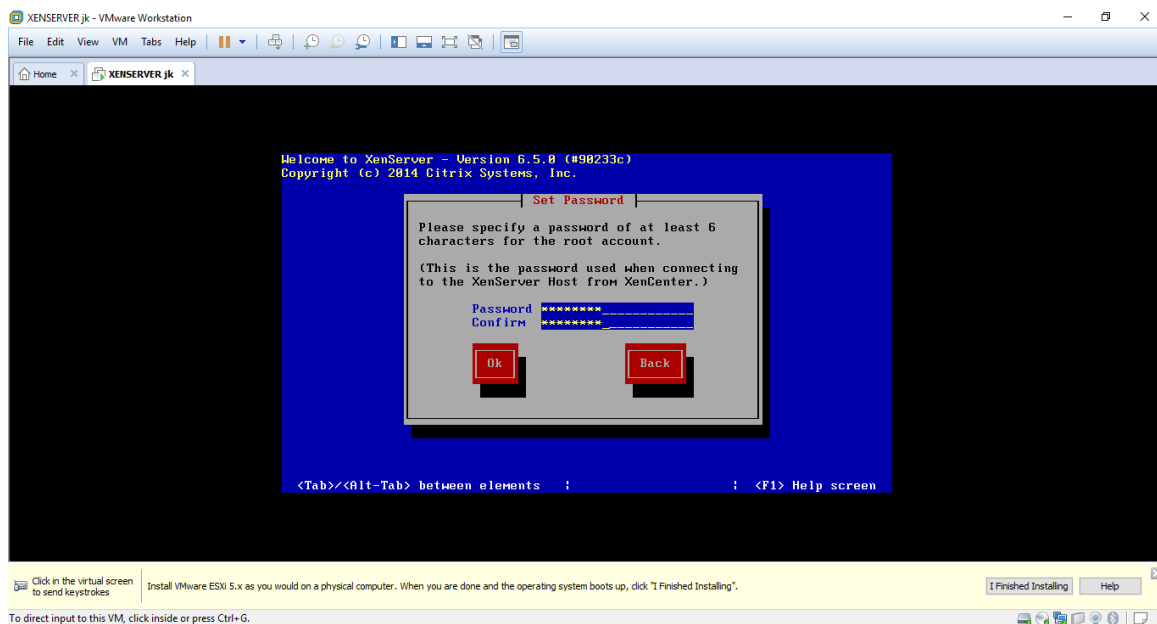 XENSERVER jk - VMware Workstation
File Edit View VM Tabs Help
Home XENSERVER jk
Welcome to XenServer - Version 6.5.0 (#90233c)
Copyright (c) 2014 Citrix Systems, Inc.
Set Password
Please specify a password of at least 6
characters for the root account.
(This is the password used when connecting
to the XenServer Host from XenCenter.)
Password ********____________
Confirm ********____________
Ok Back
<Tab>/<Alt-Tab> between elements ¦ ¦ <F1> Help screen
Click in the virtual screen
to send keystrokes
Install VMware ESXi 5.x as you would on a physical computer. When you are done and the operating system boots up, click "I Finished Installing".
I Finished Installing Help
To direct input to this VM, click inside or press Ctrl+G.